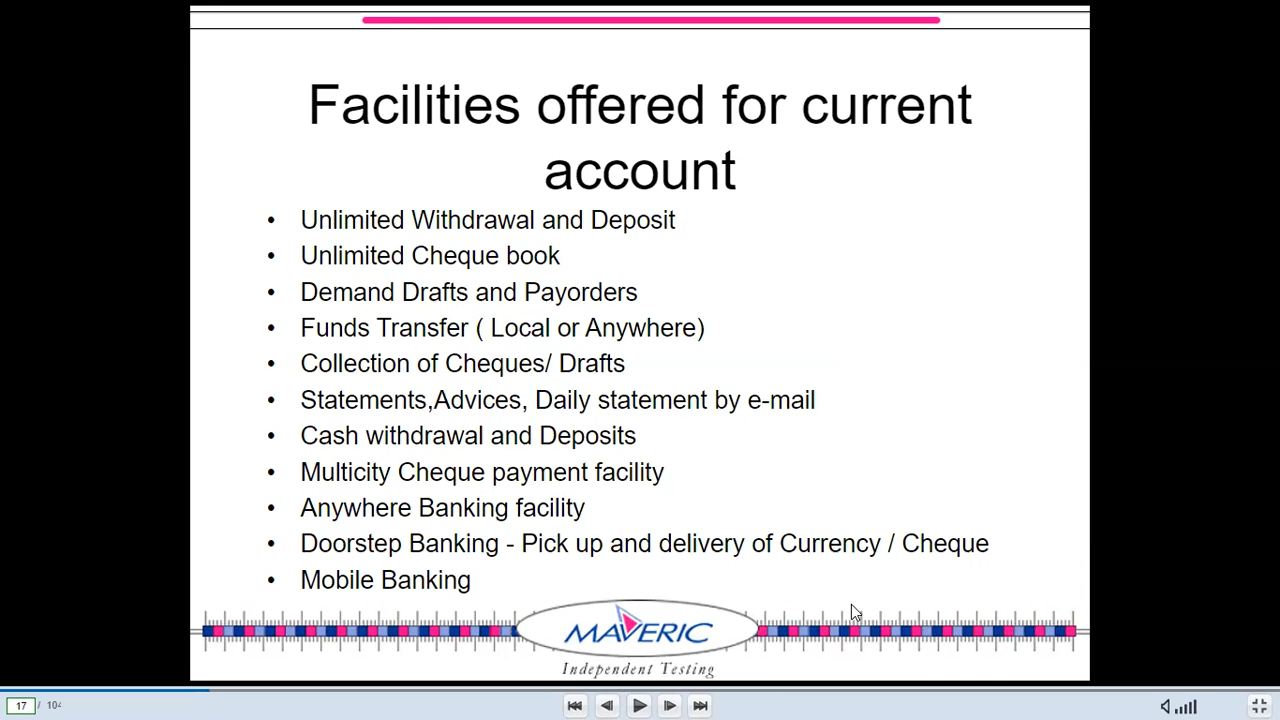 Facilities offered for current
account
• Unlimited Withdrawal and Deposit
• Unlimited Cheque book
• Demand Drafts and Payorders
• Funds Transfer ( Local or Anywhere)
• Collection of Cheques/ Drafts
• Statements,Advices, Daily statement by e-mail
• Cash withdrawal and Deposits
• Multicity Cheque payment facility
• Anywhere Banking facility
• Doorstep Banking - Pick up and delivery of Currency / Cheque
• Mobile Banking
MAVERIC
Independent Testing
17 / 104